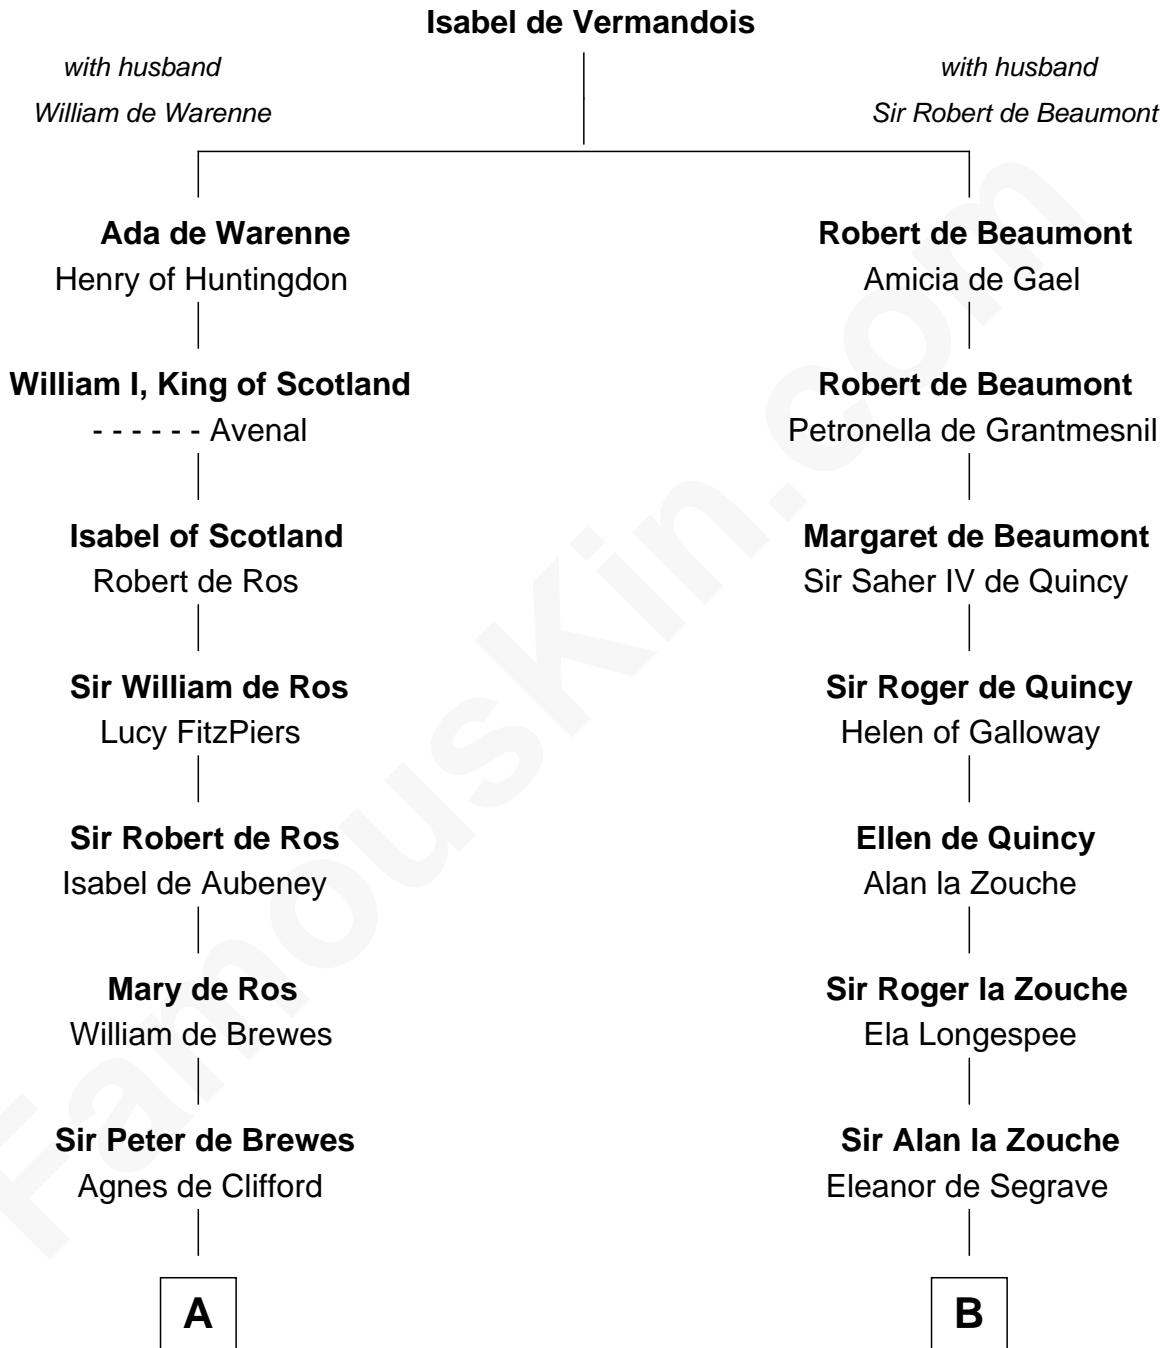 Isabel de Vermandois
with husband
William de Warenne
with husband
Sir Robert de Beaumont
Ada de Warenne
Henry of Huntingdon
William I, King of Scotland
- - - - - - Avenal
Isabel of Scotland
Robert de Ros
Sir William de Ros
Lucy FitzPiers
Sir Robert de Ros
Isabel de Aubeney
Mary de Ros
William de Brewes
Sir Peter de Brewes
Agnes de Clifford
A
Robert de Beaumont
Amicia de Gael
Robert de Beaumont
Petronella de Grantmesnil
Margaret de Beaumont
Sir Saher IV de Quincy
Sir Roger de Quincy
Helen of Galloway
Ellen de Quincy
Alan la Zouche
Sir Roger la Zouche
Ela Longespee
Sir Alan la Zouche
Eleanor de Segrave
B
FamousKin.com